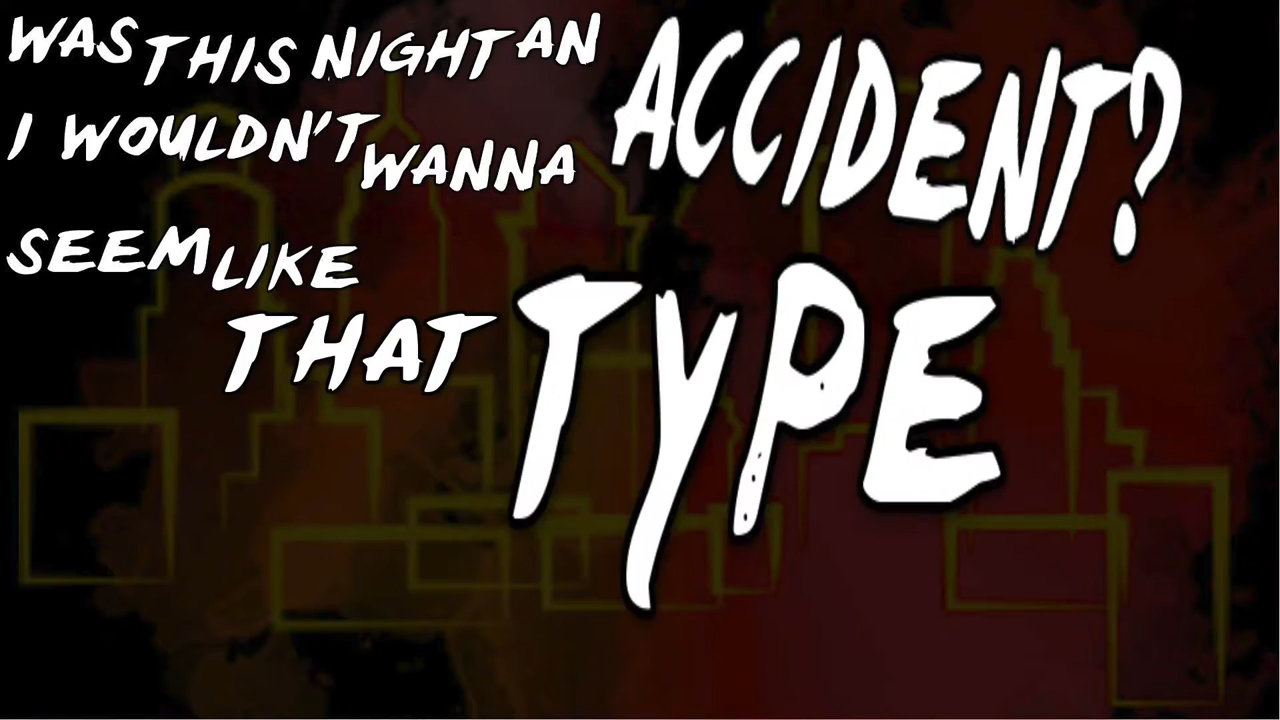 WAS THIS NIGHT AN ACCIDENT?
I WOULDN'T WANNA
SEEM LIKE
THAT TYPE